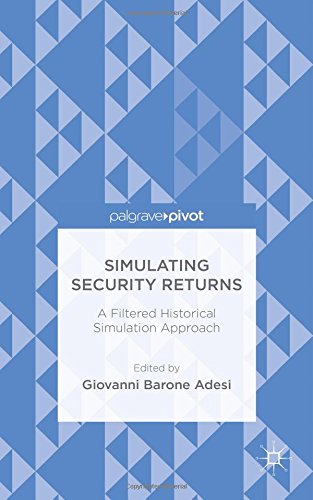 palgrave►pivot
SIMULATING
SECURITY RETURNS
A Filtered Historical
Simulation Approach
Edited by
Giovanni Barone Adesi